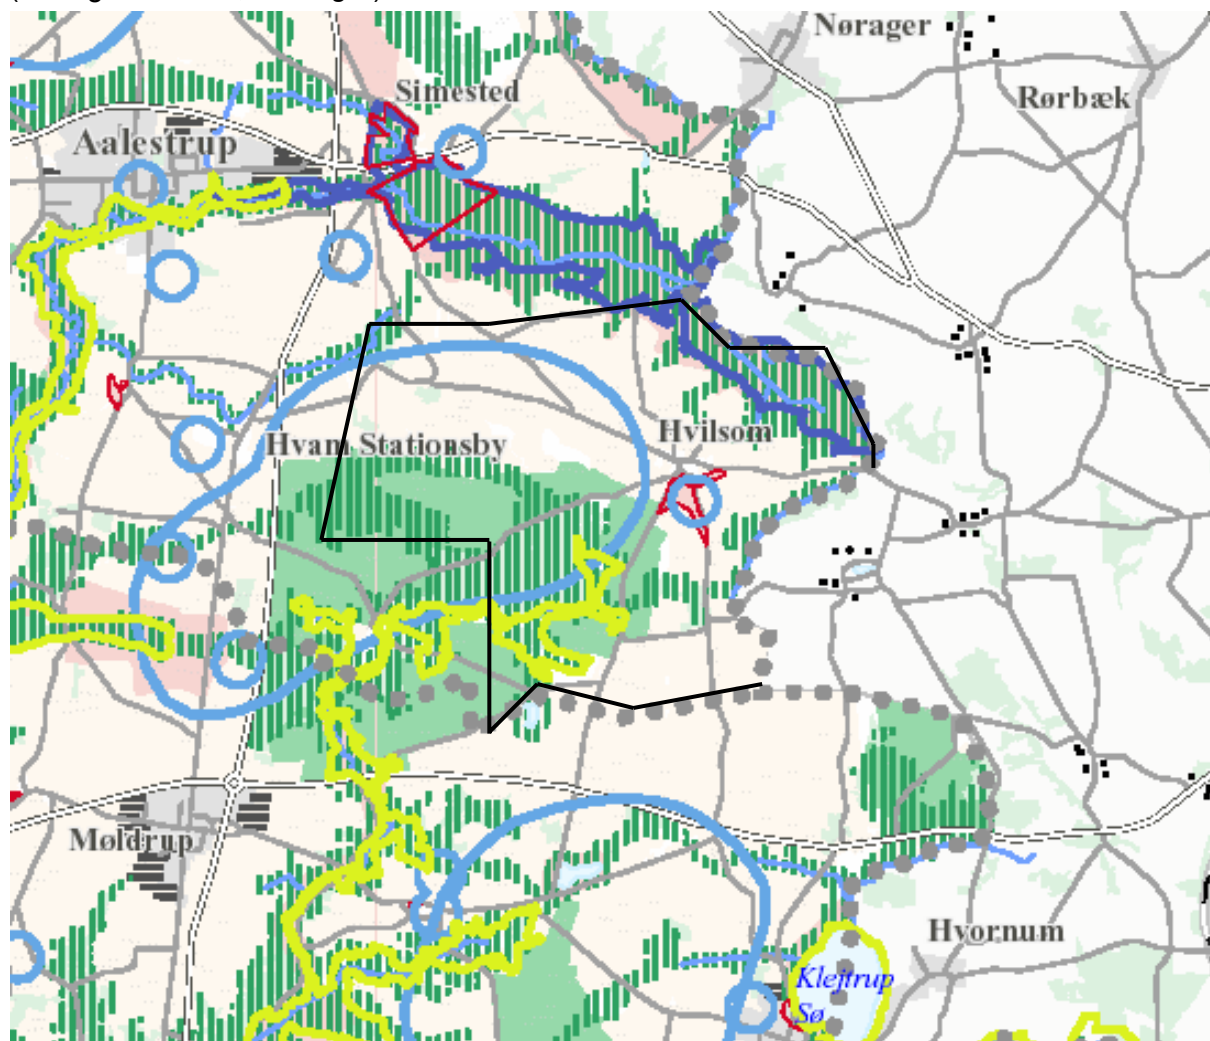 Nørager
Simested
Rørbæk
Aalestrup
Hvilsom
Hvam Stationsby
Møldrup
Hvornum
Klejtrup
Sø